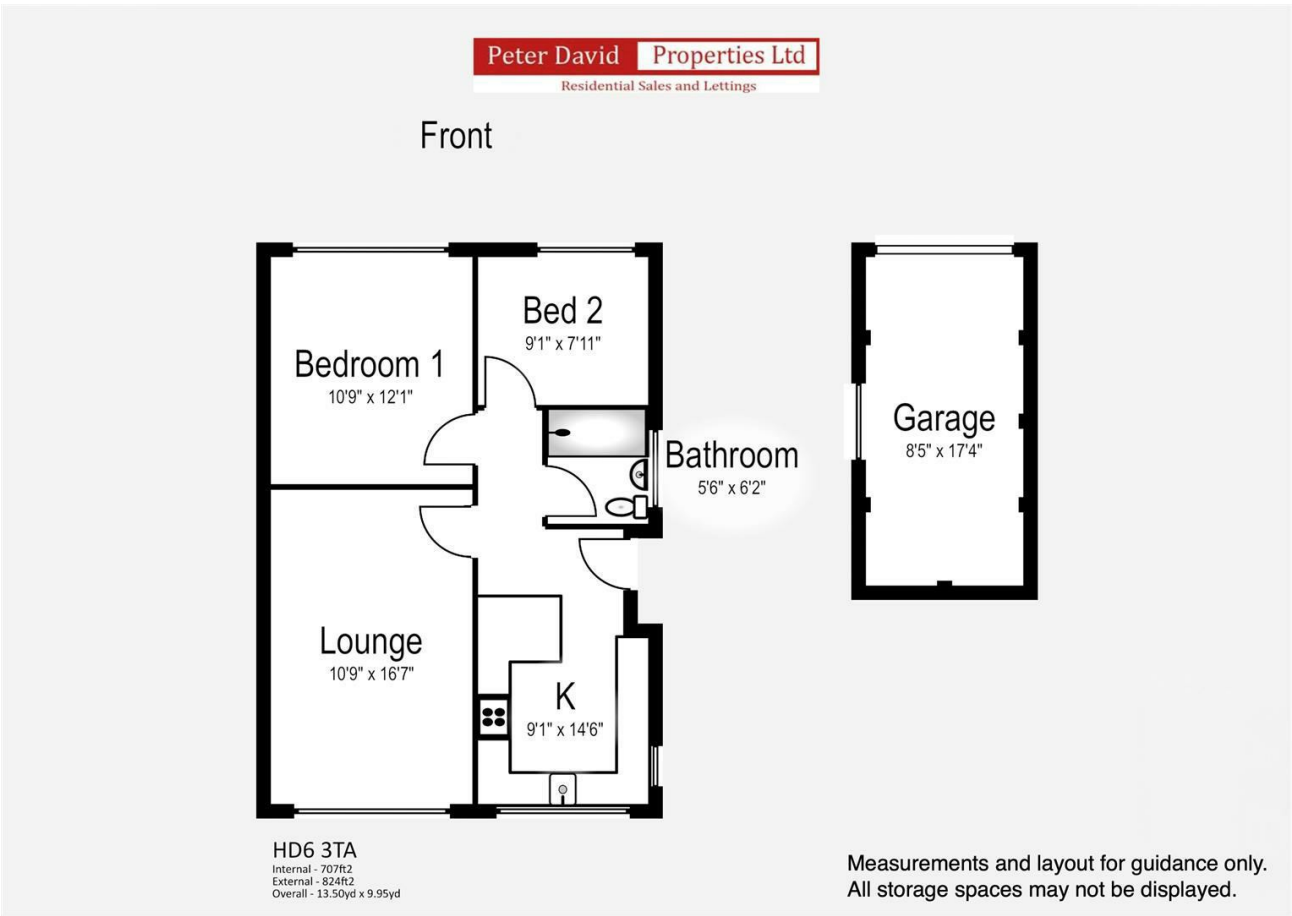 Peter David Properties Ltd
Residential Sales and Lettings
Front
Bed 2
9'1" x 7'11"
Bedroom 1
10'9" x 12'1"
Garage
8'5" x 17'4"
Bathroom
5'6" x 6'2"
Lounge
10'9" x 16'7"
K
9'1" x 14'6"
HD6 3TA
Internal - 707ft2
External - 824ft2
Overall - 13.50yd x 9.95yd
Measurements and layout for guidance only.
All storage spaces may not be displayed.